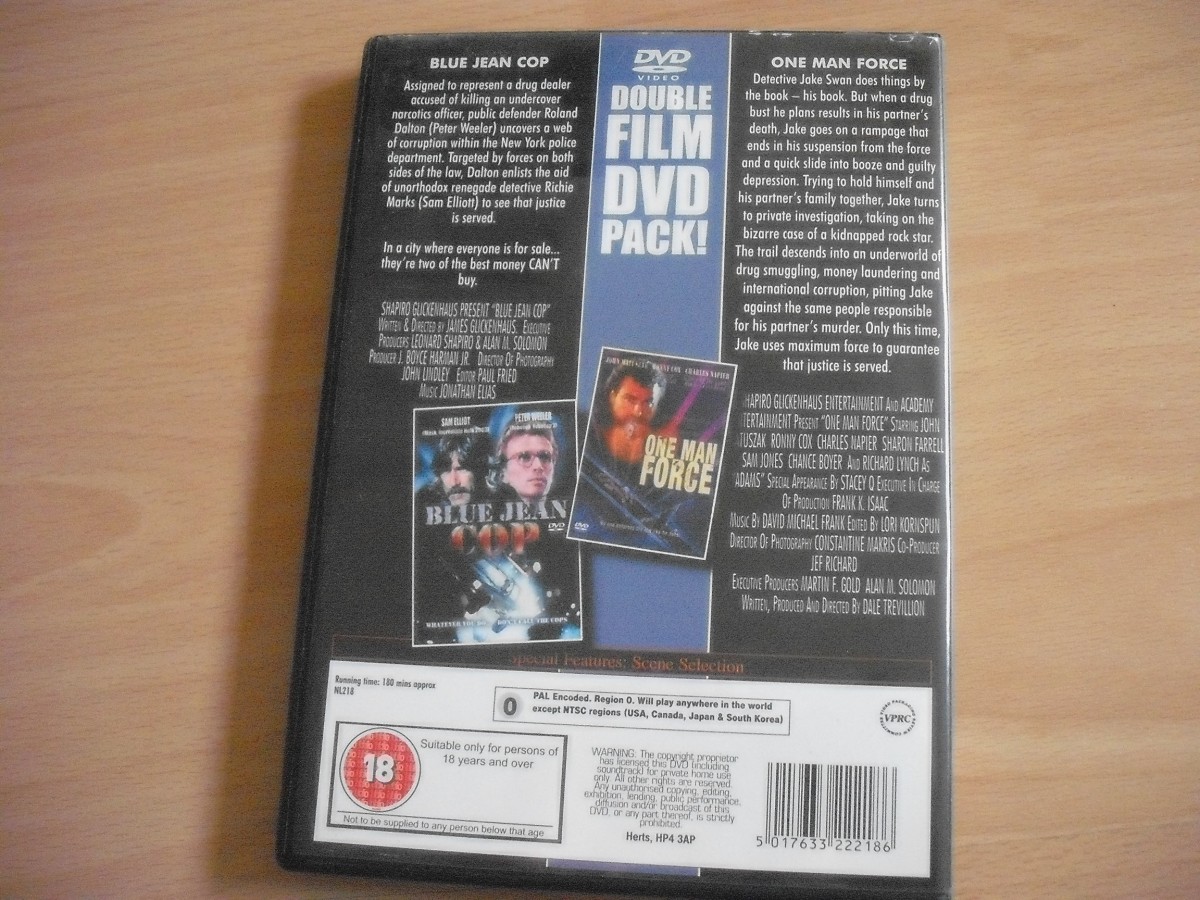 BLUE JEAN COP
Assigned to represent a drug dealer
accused of killing an undercover
narcotics officer, public defender Roland
Dalton (Peter Weeler) uncovers a web
of corruption within the New York police
department. Targeted by forces on both
sides of the law, Dalton enlists the aid
of unorthodox renegade detective Richie
Marks (Sam Elliott) to see that justice
is served.
In a city where everyone is for sale...
they're two of the best money CAN'T
buy.
SHAPIRO GLICKENHAUS PRESENT "BLUE JEAN COP"
WRITTEN & DIRECTED BY JAMES GLICKENHAUS. EXECUTIVE
PRODUCERS LEONARD SHAPIRO & ALAN M. SOLOMON
PRODUCER J. BOYCE HARMAN JR. DIRECTOR OF PHOTOGRAPHY
JOHN LINDLEY EDITOR PAUL FRIED
MUSIC JONATHAN ELIAS
SAM ELLIOT
PETER WELLER
BLUE JEAN
COP
DVD
WHATEVER YOU DO... DON'T CALL THE COPS
DVD
VIDEO
DOUBLE
FILM
DVD
PACK!
RONNY COX CHARLES NAPIER
ONE MAN
FORCE
DVD
ONE MAN FORCE
Detective Jake Swan does things by
the book – his book. But when a drug
bust he plans results in his partner's
death, Jake goes on a rampage that
ends in his suspension from the force
and a quick slide into booze and guilty
depression. Trying to hold himself and
his partner's family together, Jake turns
to private investigation, taking on the
bizarre case of a kidnapped rock star.
The trail descends into an underworld of
drug smuggling, money laundering and
international corruption, pitting Jake
against the same people responsible
for his partner's murder. Only this time,
Jake uses maximum force to guarantee
that justice is served.
HAPIRO GLICKENHAUS ENTERTAINMENT AND ACADEMY
TERTAINMENT PRESENT "ONE MAN FORCE" STARRING JOHN
TUSZAK RONNY COX CHARLES NAPIER SHARON FARRELL
SAM JONES CHANCE BOYER AND RICHARD LYNCH AS
ADAMS" SPECIAL APPEARANCE BY STACEY Q EXECUTIVE IN CHARGE
OF PRODUCTION FRANK K. ISAAC
MUSIC BY DAVID MICHAEL FRANK EDITED BY LORI KORNSPUN
DIRECTOR OF PHOTOGRAPHY CONSTANTINE MAKRIS CO-PRODUCER
JEF RICHARD
EXECUTIVE PRODUCERS MARTIN F. GOLD ALAN M. SOLOMON
WRITTEN, PRODUCED AND DIRECTED BY DALE TREVILLION
Special Features: Scene Selection
Running time: 180 mins approx
NL218
0
PAL Encoded. Region 0. Will play anywhere in the world
except NTSC regions (USA, Canada, Japan & South Korea)
VPRC
18
Suitable only for persons of
18 years and over
Not to be supplied to any person below that age
WARNING: The copyright proprietor
has licensed this DVD (including
soundtrack) for private home use
only. All other rights are reserved.
Any unauthorised copying, editing,
exhibition, lending, public performance,
diffusion and/or broadcast of this
DVD, or any part thereof, is strictly
prohibited.
Herts, HP4 3AP
5 017633 222186